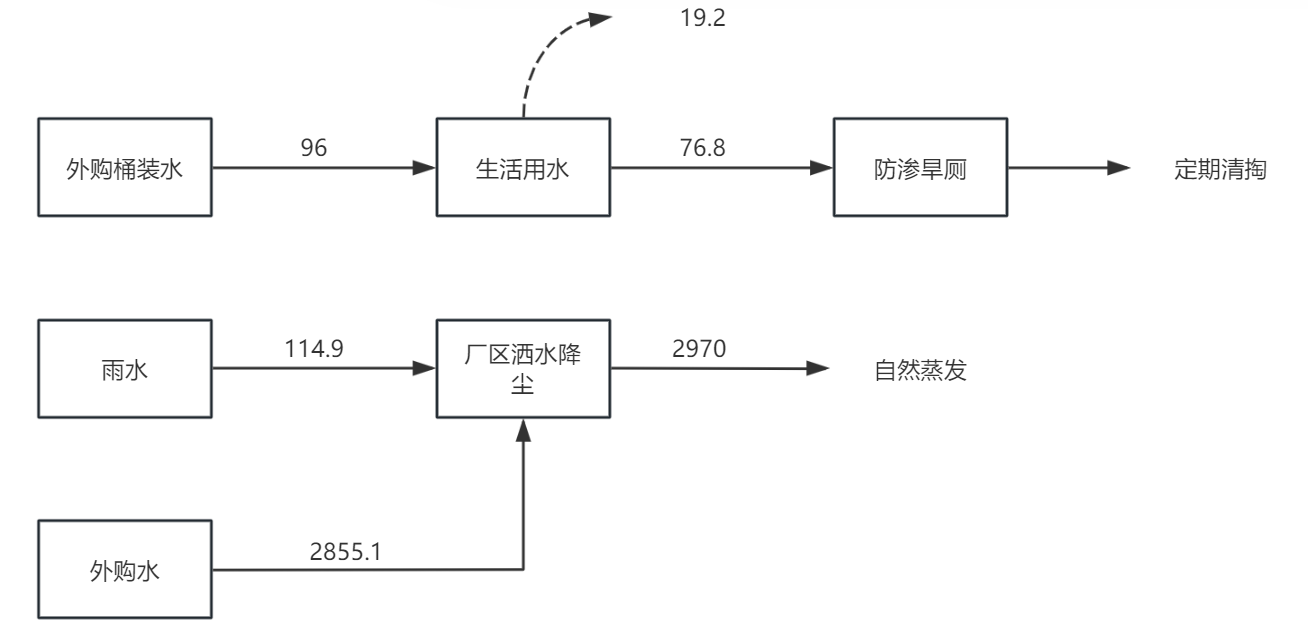 19.2
外购桶装水
96
生活用水
76.8
防渗旱厕
定期清掏
雨水
114.9
厂区洒水降
尘
2970
自然蒸发
外购水
2855.1